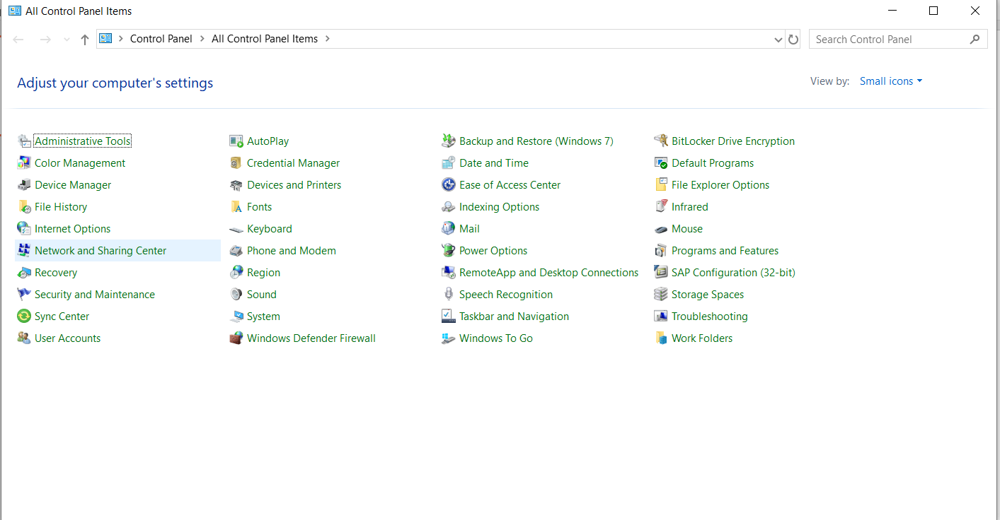 All Control Panel Items
Control Panel All Control Panel Items Search Control Panel
Adjust your computer's settings View by: Small icons
Administrative Tools AutoPlay Backup and Restore (Windows 7) BitLocker Drive Encryption
Color Management Credential Manager Date and Time Default Programs
Device Manager Devices and Printers Ease of Access Center File Explorer Options
File History Fonts Indexing Options Infrared
Internet Options Keyboard Mail Mouse
Network and Sharing Center Phone and Modem Power Options Programs and Features
Recovery Region RemoteApp and Desktop Connections SAP Configuration (32-bit)
Security and Maintenance Sound Speech Recognition Storage Spaces
Sync Center System Taskbar and Navigation Troubleshooting
User Accounts Windows Defender Firewall Windows To Go Work Folders